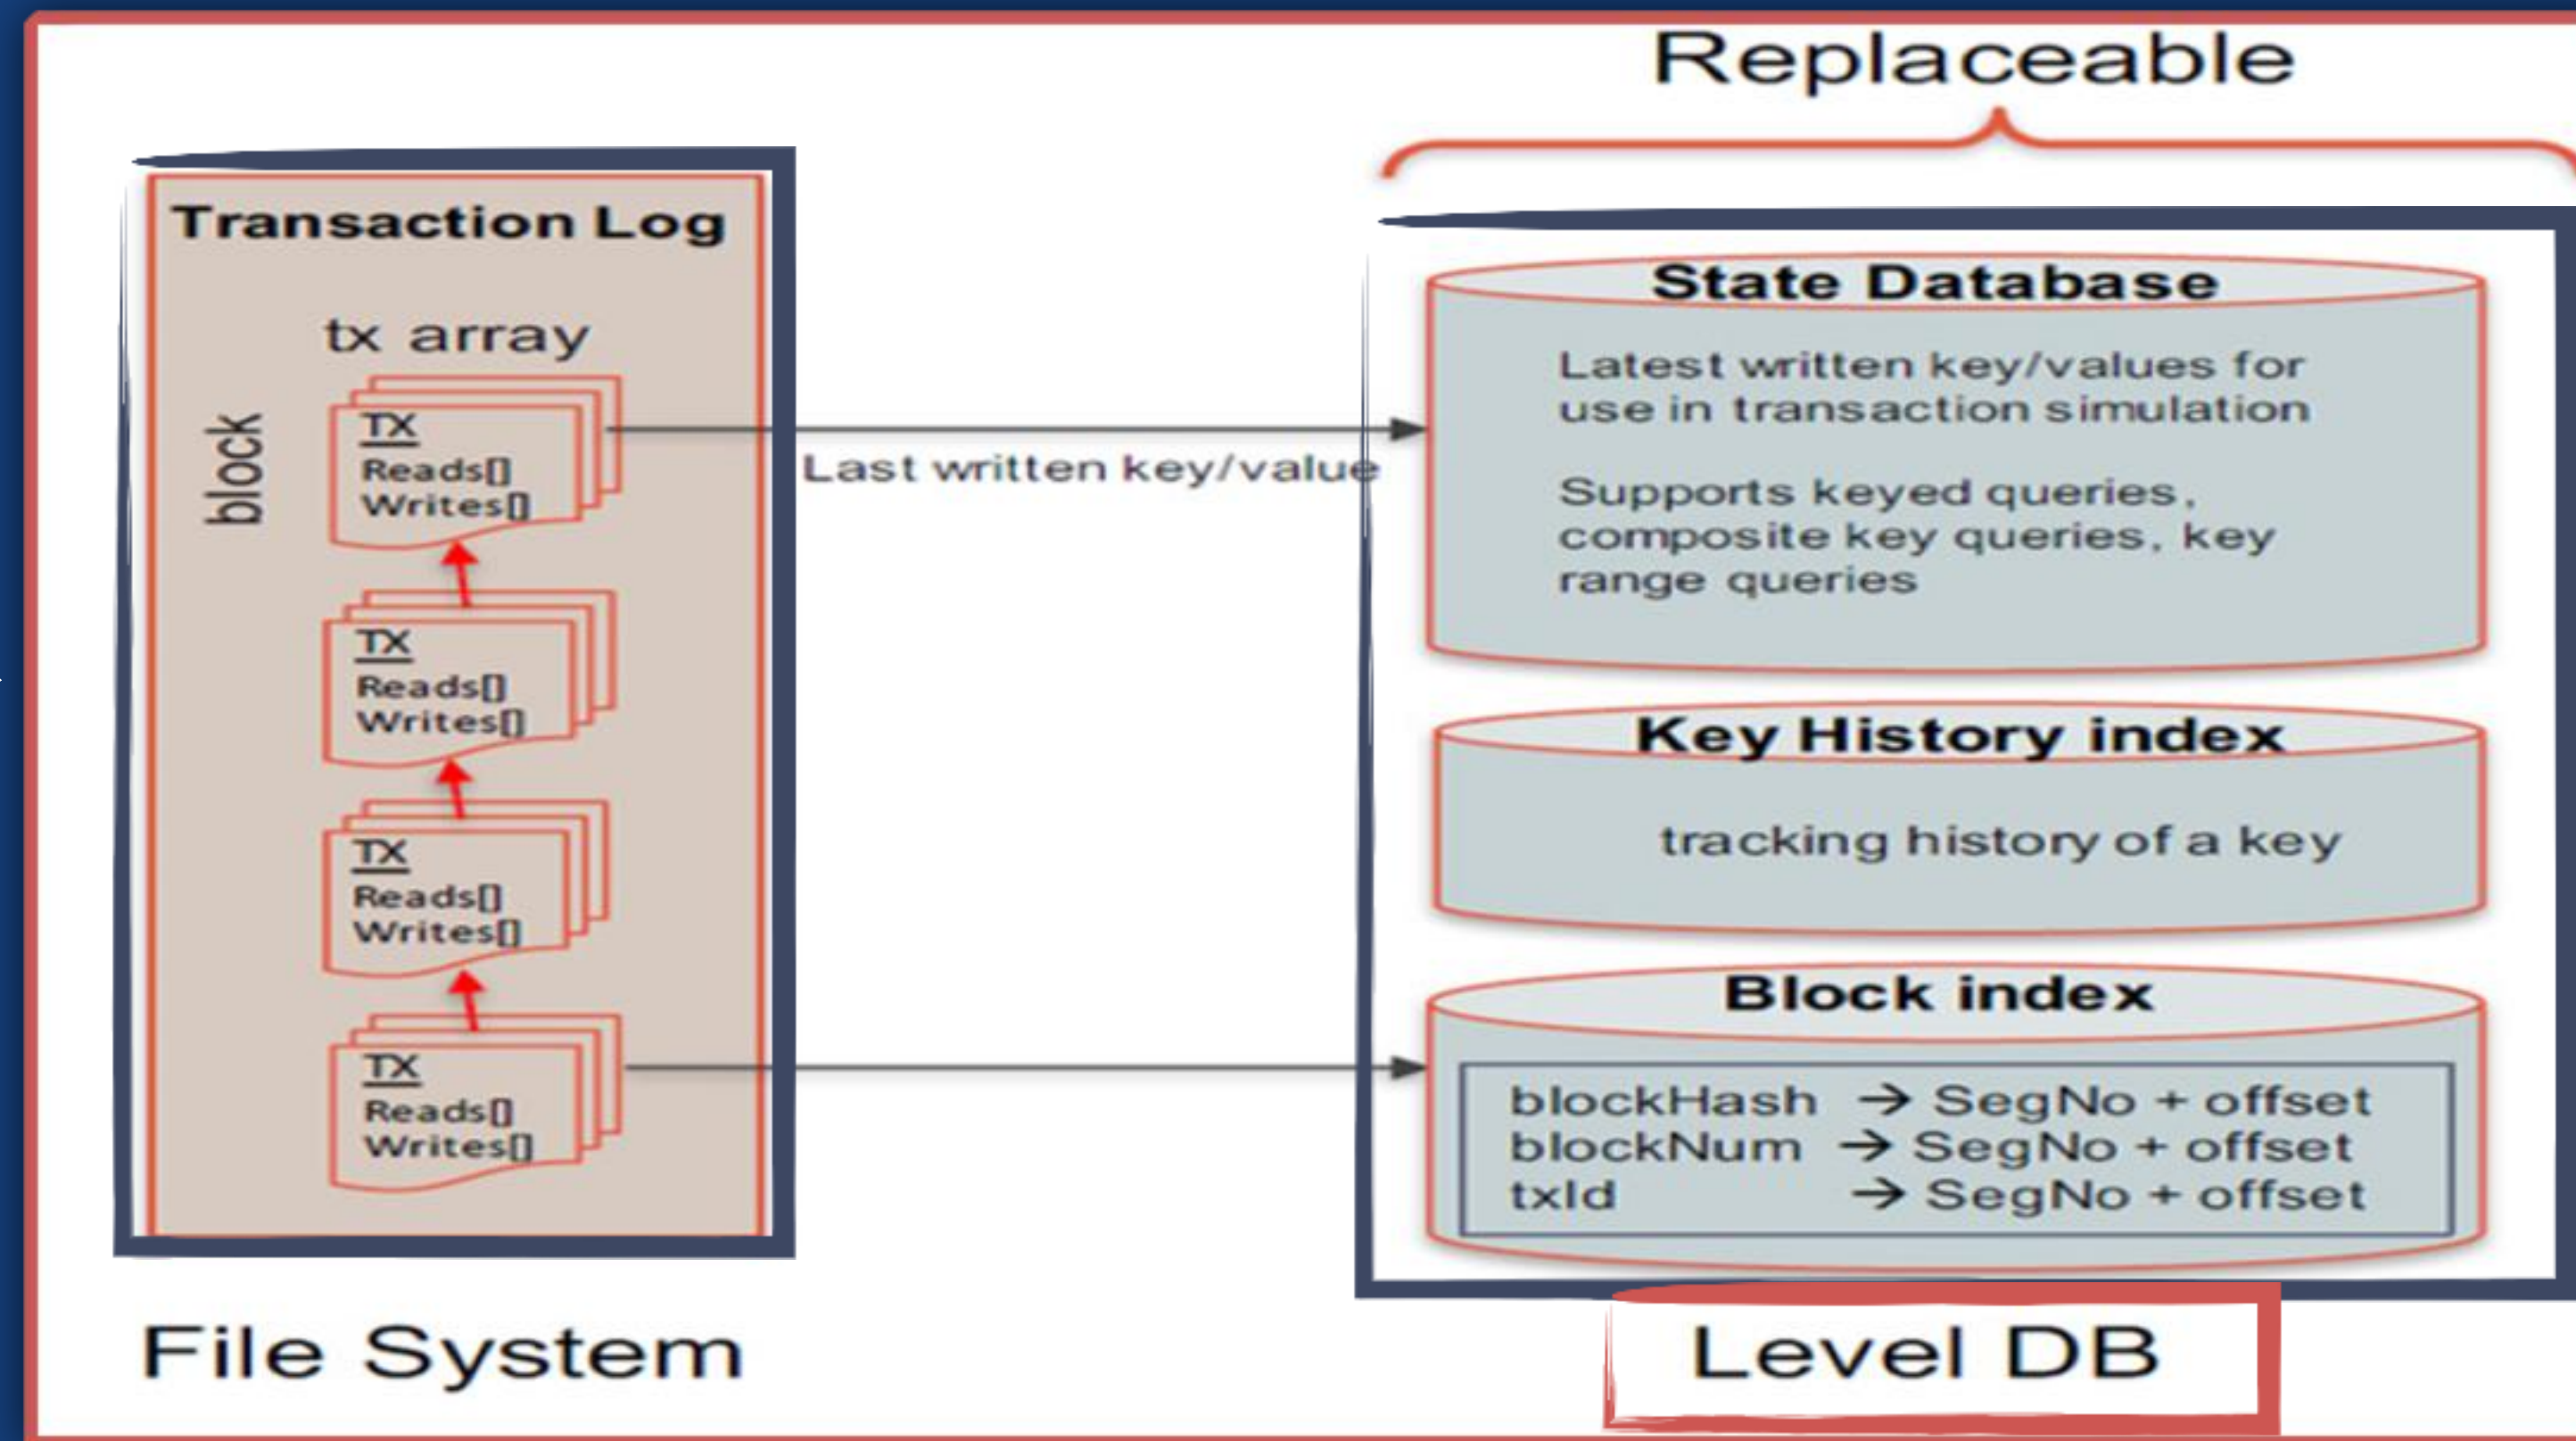 Replaceable
Transaction Log
tx array
block
TX
Reads[]
Writes[]
TX
Reads[]
Writes[]
TX
Reads[]
Writes[]
TX
Reads[]
Writes[]
File System
Last written key/value
State Database
Latest written key/values for
use in transaction simulation
Supports keyed queries,
composite key queries, key
range queries
Key History index
tracking history of a key
Block index
blockHash → SegNo + offset
blockNum → SegNo + offset
txId → SegNo + offset
Level DB